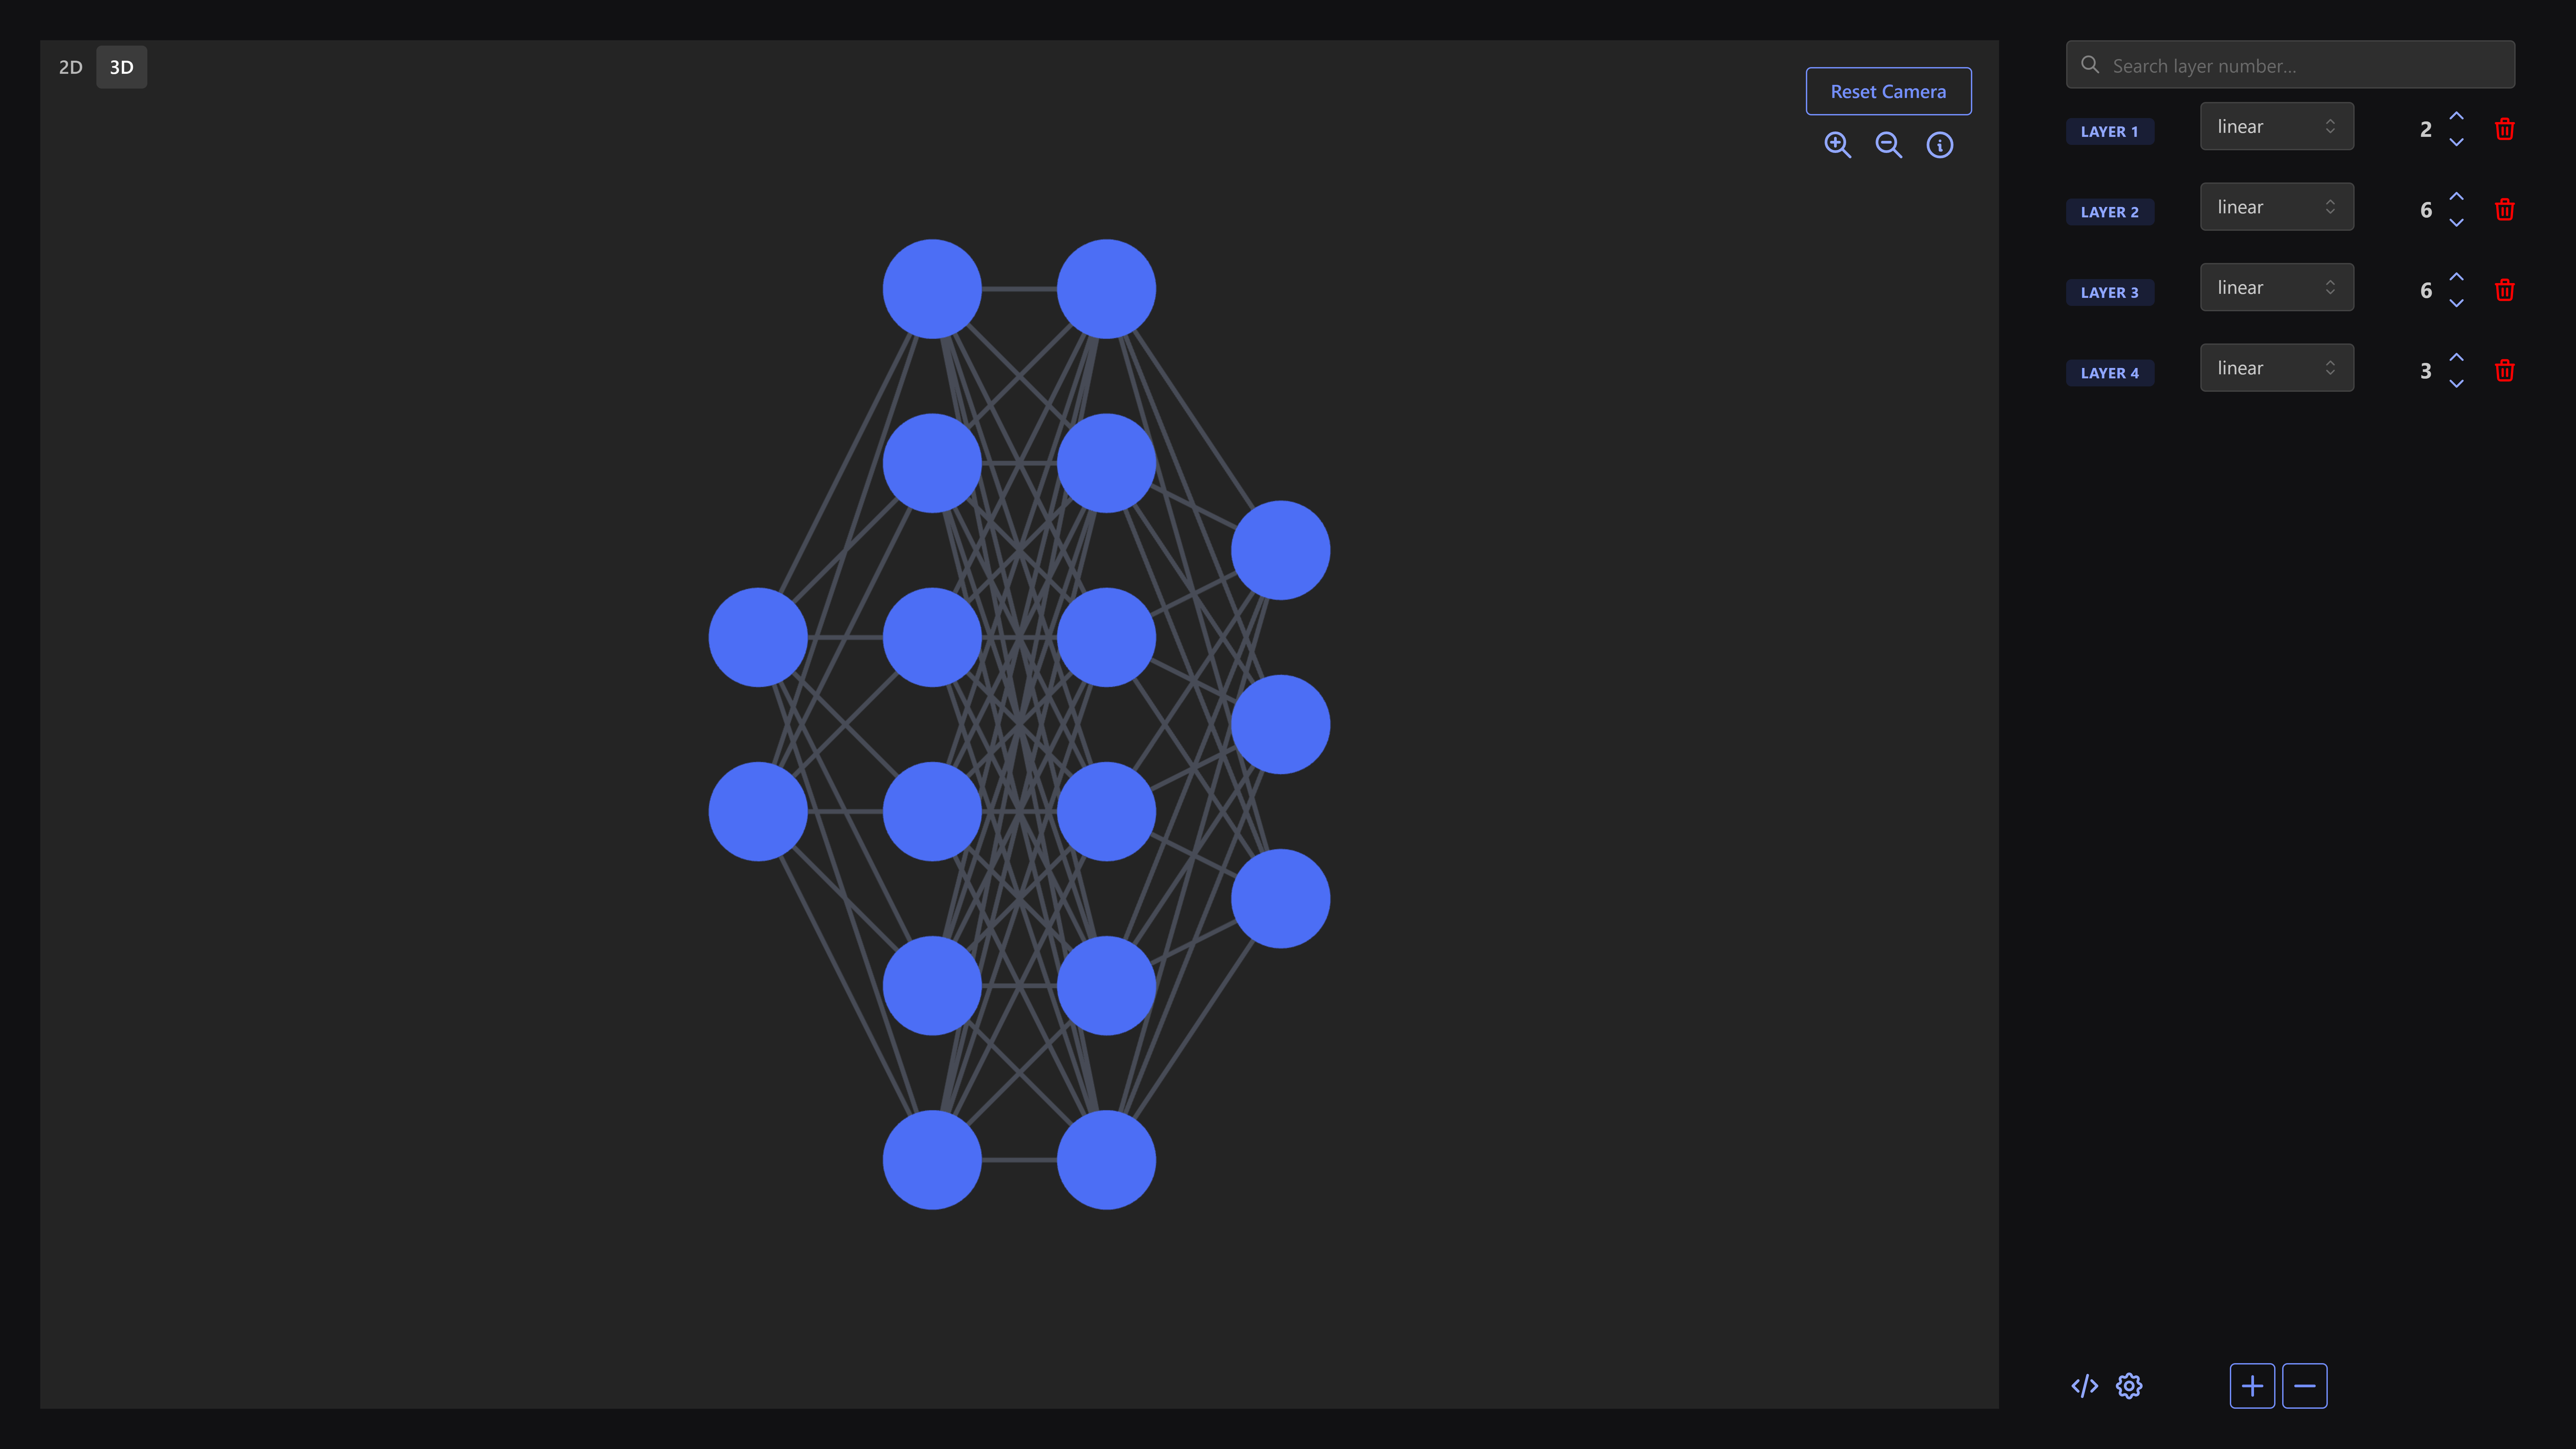 2D 3D
Reset Camera
Search layer number...
LAYER 1 linear 2
LAYER 2 linear 6
LAYER 3 linear 6
LAYER 4 linear 3